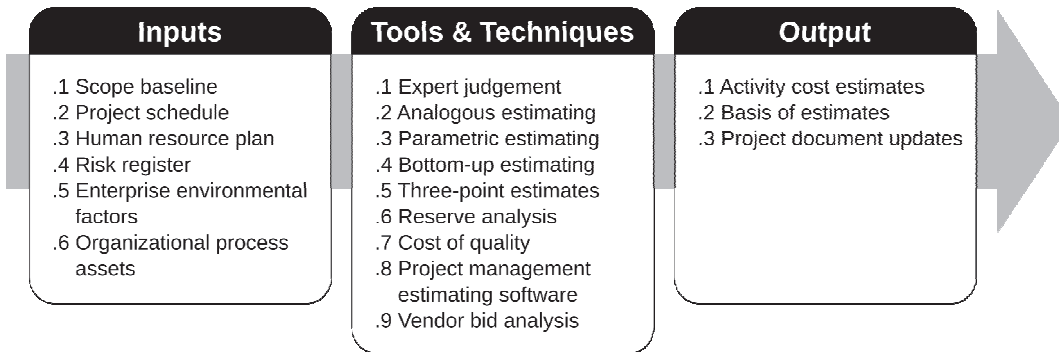 Inputs
.1 Scope baseline
.2 Project schedule
.3 Human resource plan
.4 Risk register
.5 Enterprise environmental
factors
.6 Organizational process
assets
Tools & Techniques
.1 Expert judgement
.2 Analogous estimating
.3 Parametric estimating
.4 Bottom-up estimating
.5 Three-point estimates
.6 Reserve analysis
.7 Cost of quality
.8 Project management
estimating software
.9 Vendor bid analysis
Output
.1 Activity cost estimates
.2 Basis of estimates
.3 Project document updates